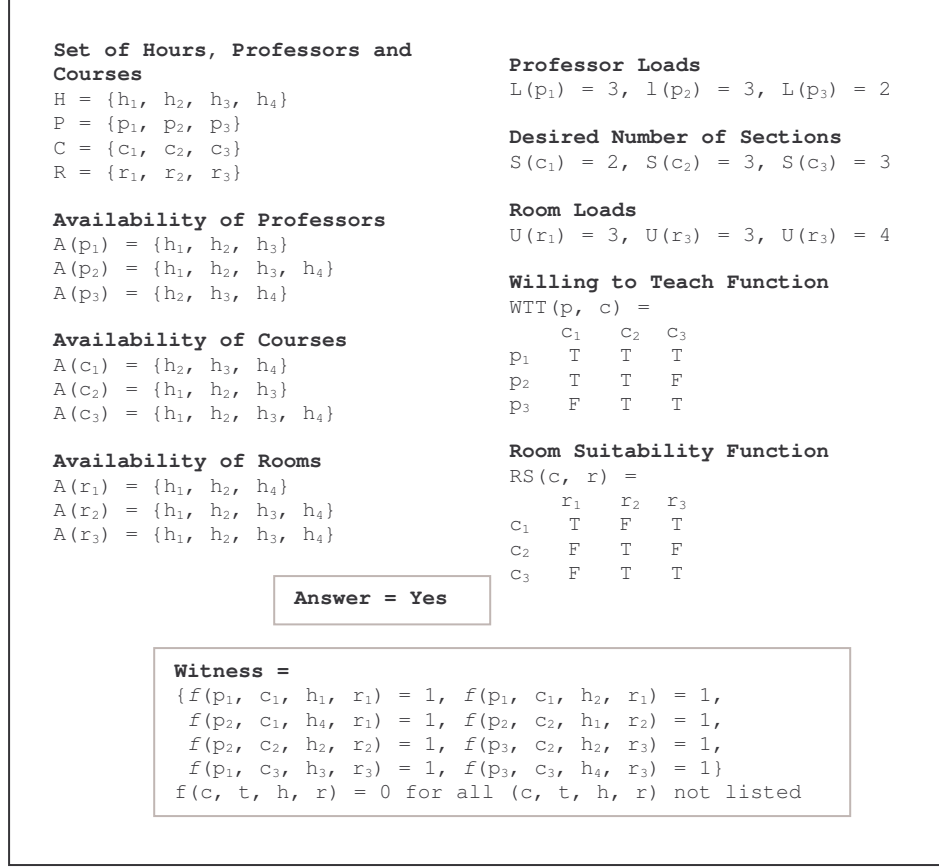 Set of Hours, Professors and
Courses
H = {h₁, h₂, h₃, h₄}
P = {p₁, p₂, p₃}
C = {c₁, c₂, c₃}
R = {r₁, r₂, r₃}
Availability of Professors
A(p₁) = {h₁, h₂, h₃}
A(p₂) = {h₁, h₂, h₃, h₄}
A(p₃) = {h₂, h₃, h₄}
Availability of Courses
A(c₁) = {h₂, h₃, h₄}
A(c₂) = {h₁, h₂, h₃}
A(c₃) = {h₁, h₂, h₃, h₄}
Availability of Rooms
A(r₁) = {h₁, h₂, h₄}
A(r₂) = {h₁, h₂, h₃, h₄}
A(r₃) = {h₁, h₂, h₃, h₄}
Professor Loads
L(p₁) = 3, l(p₂) = 3, L(p₃) = 2
Desired Number of Sections
S(c₁) = 2, S(c₂) = 3, S(c₃) = 3
Room Loads
U(r₁) = 3, U(r₃) = 3, U(r₃) = 4
Willing to Teach Function
WTT(p, c) =
c₁ c₂ c₃
p₁ T T T
p₂ T T F
p₃ F T T
Room Suitability Function
RS(c, r) =
r₁ r₂ r₃
c₁ T F T
c₂ F T F
c₃ F T T
Answer = Yes
Witness =
{f(p₁, c₁, h₁, r₁) = 1, f(p₁, c₁, h₂, r₁) = 1,
f(p₂, c₁, h₄, r₁) = 1, f(p₂, c₂, h₁, r₂) = 1,
f(p₂, c₂, h₂, r₂) = 1, f(p₃, c₂, h₂, r₃) = 1,
f(p₁, c₃, h₃, r₃) = 1, f(p₃, c₃, h₄, r₃) = 1}
f(c, t, h, r) = 0 for all (c, t, h, r) not listed